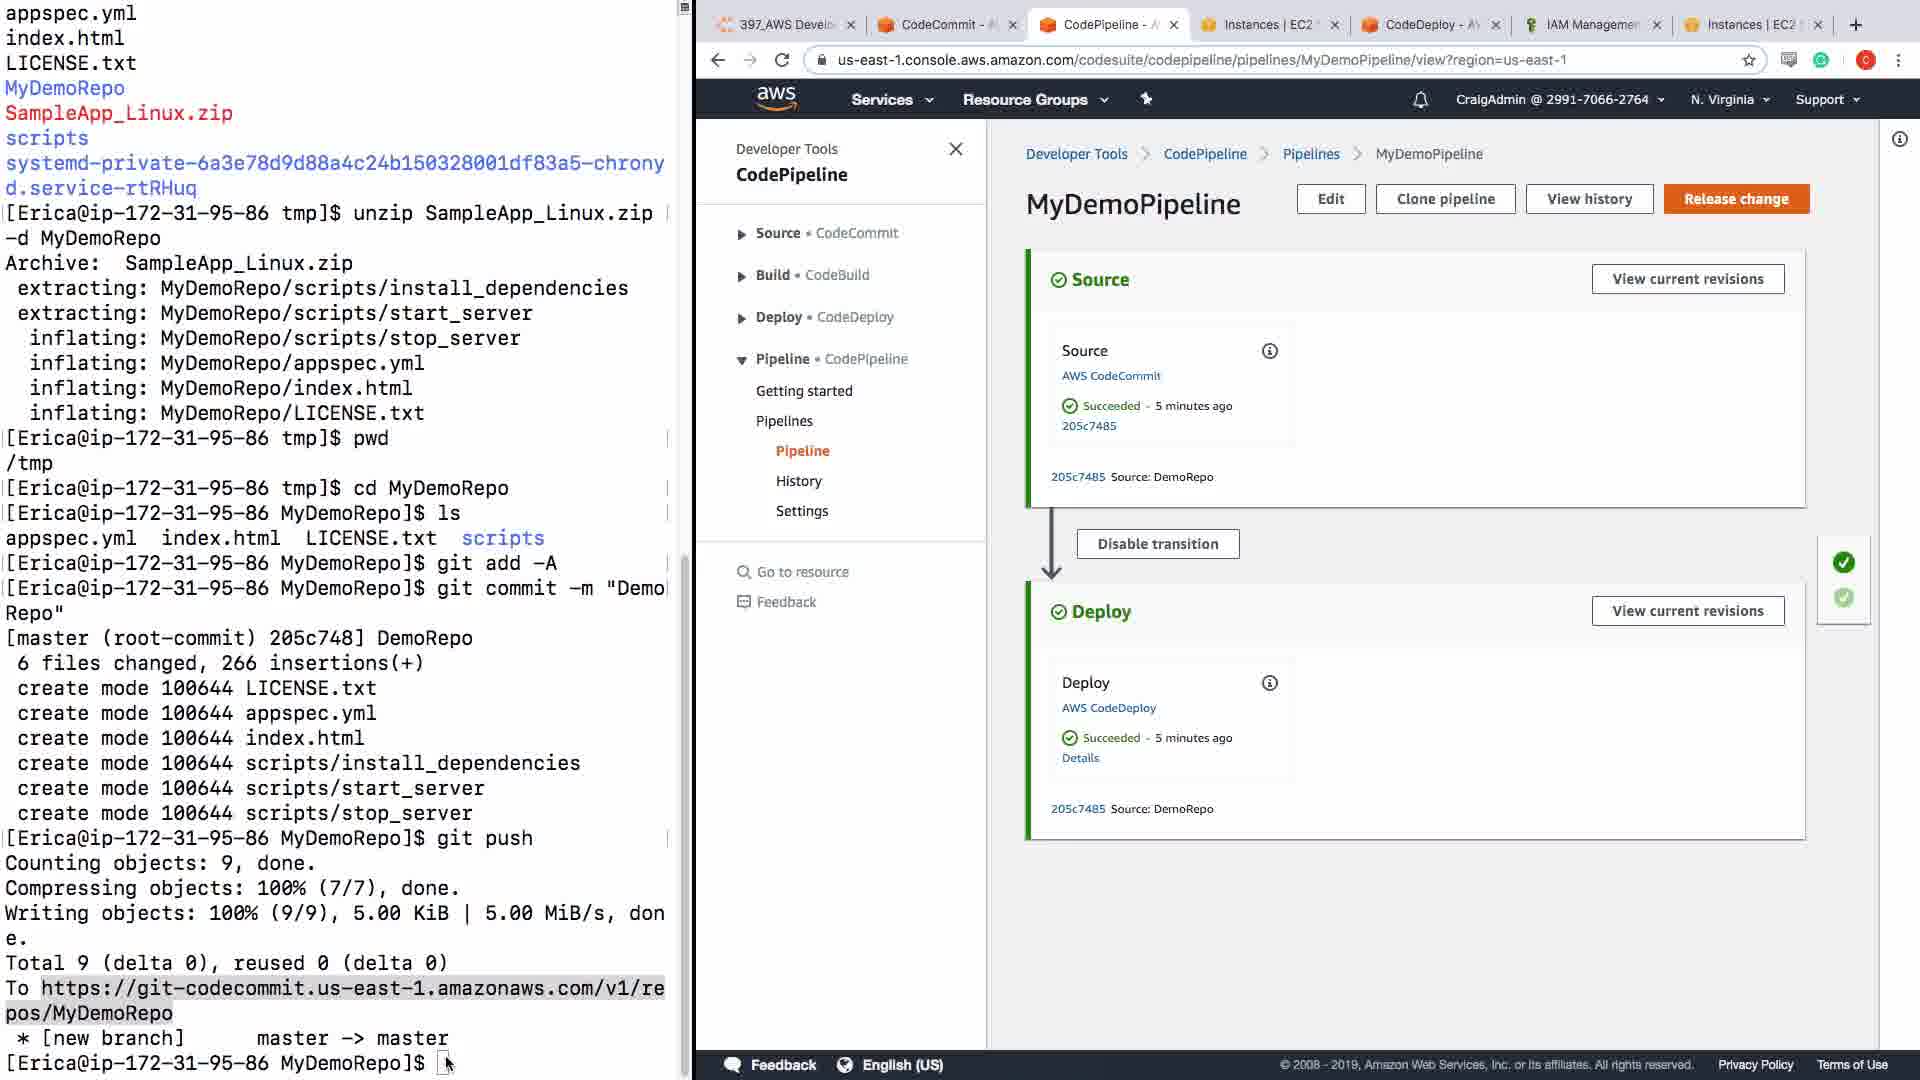 appspec.yml
index.html
LICENSE.txt
MyDemoRepo
SampleApp_Linux.zip
scripts
systemd-private-6a3e78d9d88a4c24b150328001df83a5-chrony
d.service-rtRHuq
[Erica@ip-172-31-95-86 tmp]$ unzip SampleApp_Linux.zip
-d MyDemoRepo
Archive:  SampleApp_Linux.zip
 extracting: MyDemoRepo/scripts/install_dependencies
 extracting: MyDemoRepo/scripts/start_server
  inflating: MyDemoRepo/scripts/stop_server
  inflating: MyDemoRepo/appspec.yml
  inflating: MyDemoRepo/index.html
  inflating: MyDemoRepo/LICENSE.txt
[Erica@ip-172-31-95-86 tmp]$ pwd
/tmp
[Erica@ip-172-31-95-86 tmp]$ cd MyDemoRepo
[Erica@ip-172-31-95-86 MyDemoRepo]$ ls
appspec.yml  index.html  LICENSE.txt  scripts
[Erica@ip-172-31-95-86 MyDemoRepo]$ git add -A
[Erica@ip-172-31-95-86 MyDemoRepo]$ git commit -m "Demo
Repo"
[master (root-commit) 205c748] DemoRepo
 6 files changed, 266 insertions(+)
 create mode 100644 LICENSE.txt
 create mode 100644 appspec.yml
 create mode 100644 index.html
 create mode 100644 scripts/install_dependencies
 create mode 100644 scripts/start_server
 create mode 100644 scripts/stop_server
[Erica@ip-172-31-95-86 MyDemoRepo]$ git push
Counting objects: 9, done.
Compressing objects: 100% (7/7), done.
Writing objects: 100% (9/9), 5.00 KiB | 5.00 MiB/s, don
e.
Total 9 (delta 0), reused 0 (delta 0)
To https://git-codecommit.us-east-1.amazonaws.com/v1/re
pos/MyDemoRepo
 * [new branch]      master -> master
[Erica@ip-172-31-95-86 MyDemoRepo]$
397_AWS Develo
CodeCommit - A
CodePipeline - A
Instances | EC2
CodeDeploy - A
IAM Managemen
Instances | EC2
us-east-1.console.aws.amazon.com/codesuite/codepipeline/pipelines/MyDemoPipeline/view?region=us-east-1
C
aws
Services
Resource Groups
CraigAdmin @ 2991-7066-2764
N. Virginia
Support
Developer Tools
CodePipeline
Source • CodeCommit
Build • CodeBuild
Deploy • CodeDeploy
Pipeline • CodePipeline
Getting started
Pipelines
Pipeline
History
Settings
Go to resource
Feedback
Developer Tools
CodePipeline
Pipelines
MyDemoPipeline
MyDemoPipeline
Edit
Clone pipeline
View history
Release change
Source
View current revisions
Source
AWS CodeCommit
Succeeded - 5 minutes ago
205c7485
205c7485 Source: DemoRepo
Disable transition
Deploy
View current revisions
Deploy
AWS CodeDeploy
Succeeded - 5 minutes ago
Details
205c7485 Source: DemoRepo
Feedback
English (US)
© 2008 - 2019, Amazon Web Services, Inc. or its affiliates. All rights reserved.
Privacy Policy
Terms of Use